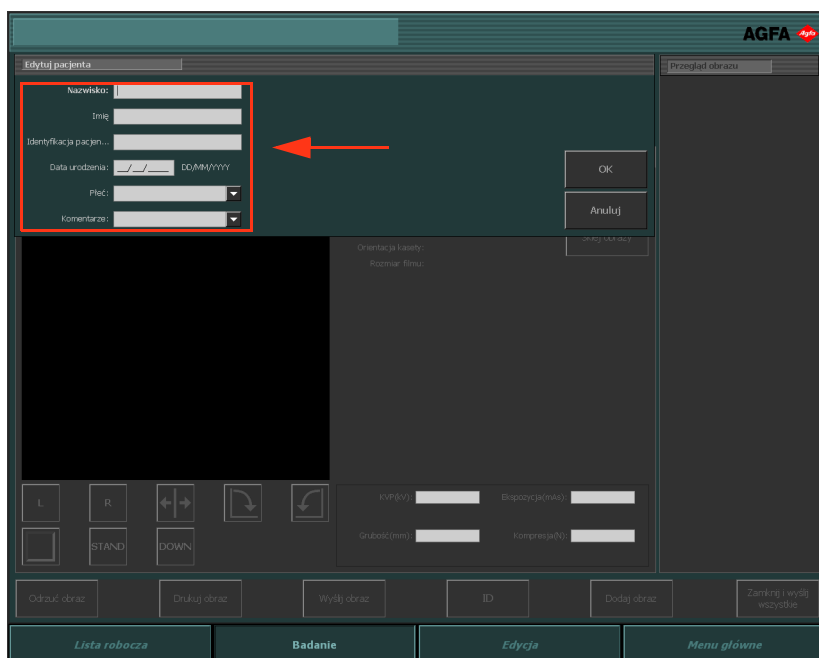 AGFA Agfa
Edytuj pacjenta
Przegląd obrazu
Nazwisko:
Imię
Identyfikacja pacjen...
Data urodzenia: __/__/____ DD/MM/YYYY
Płeć:
Komentarze:
OK
Anuluj
Sklej obrazy
Orientacja kasety:
Rozmiar filmu:
L
R
STAND
DOWN
KVP(kV):
Ekspozycja(mAs):
Grubość(mm):
Kompresja(N):
Odrzuć obraz
Drukuj obraz
Wyślij obraz
ID
Dodaj obraz
Zamknij i wyślij
wszystkie
Lista robocza
Badanie
Edycja
Menu główne